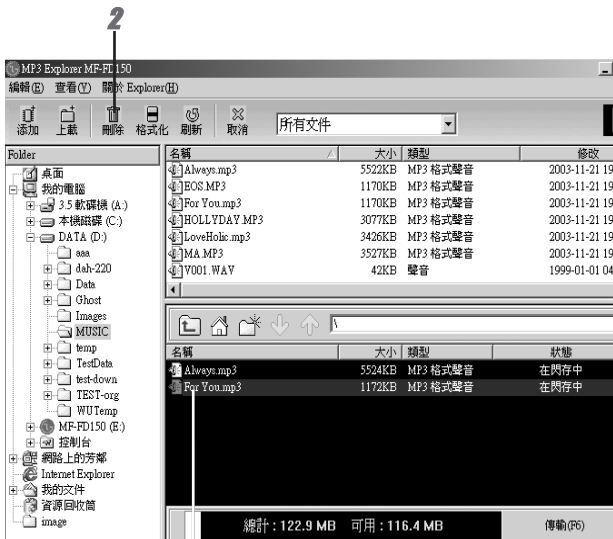 2
MP3 Explorer MF-FD150
編輯(E) 查看(V) 關於 Explorer(H)
添加 上載 刪除 格式化 刷新 取消 所有文件
Folder
桌面
我的電腦
3.5 軟碟機 (A:)
本機磁碟 (C:)
DATA (D:)
aaa
dah-220
Data
Ghost
Images
MUSIC
temp
TestData
test-down
TEST-org
WUTemp
MF-FD150 (E:)
控制台
網路上的芳鄰
Internet Explorer
我的文件
資源回收筒
image
名稱 大小 類型 修改
Always.mp3 5522KB MP3 格式聲音 2003-11-21 19
EOS.MP3 1170KB MP3 格式聲音 2003-11-21 19
For You.mp3 1170KB MP3 格式聲音 2003-11-21 19
HOLLYDAY.MP3 3077KB MP3 格式聲音 2003-11-21 19
LoveHolic.mp3 3426KB MP3 格式聲音 2003-11-21 19
MA.MP3 3527KB MP3 格式聲音 2003-11-21 19
V001.WAV 42KB 聲音 1999-01-01 04
\
名稱 大小 類型 狀態
Always.mp3 5524KB MP3 格式聲音 在閃存中
For You.mp3 1172KB MP3 格式聲音 在閃存中
總計 : 122.9 MB 可用 : 116.4 MB 傳輸(F6)